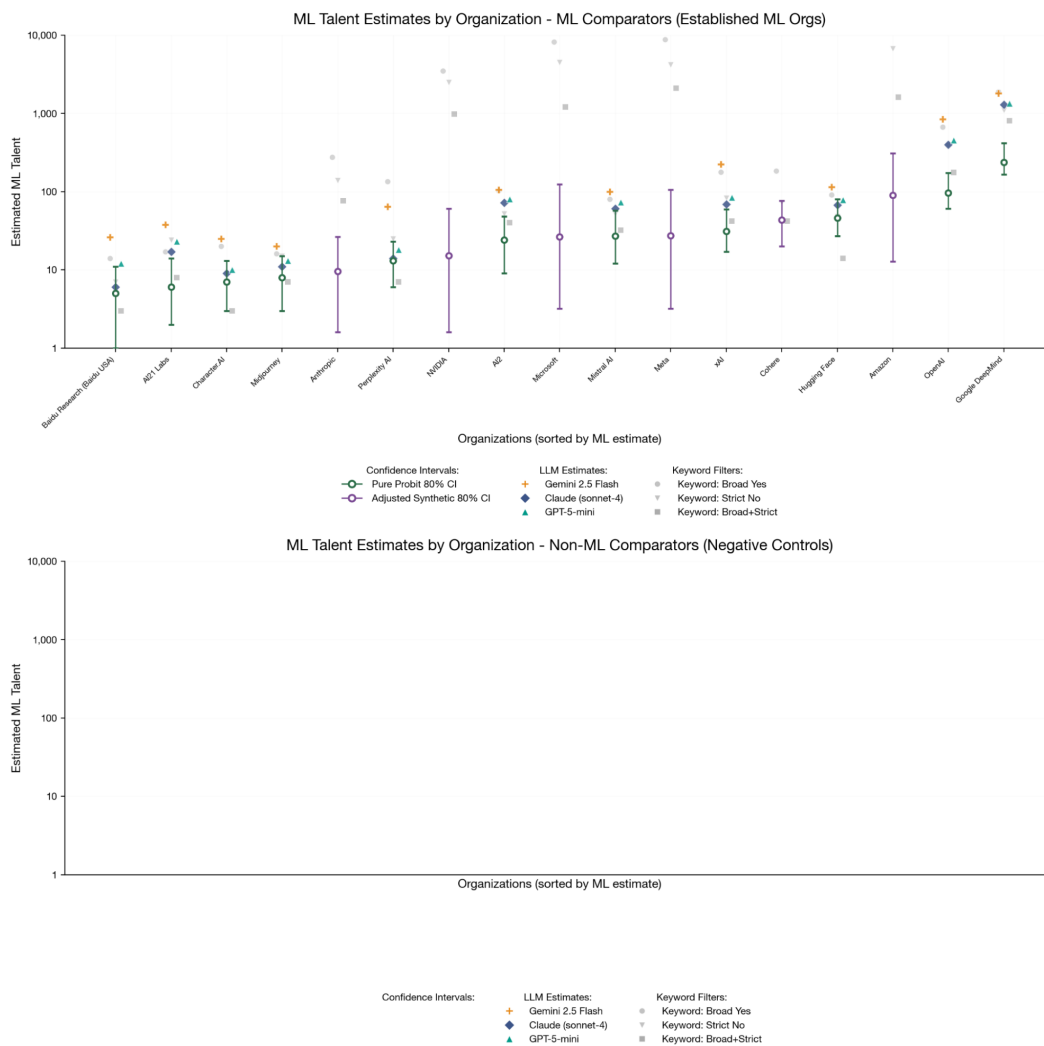 ML Talent Estimates by Organization - ML Comparators (Established ML Orgs)
10,000
1,000
100
10
1
Estimated ML Talent
Baidu Research (Baidu USA)
AI21 Labs
Character.AI
Midjourney
Anthropic
Perplexity AI
NVIDIA
AI2
Microsoft
Mistral AI
Meta
xAI
Cohere
Hugging Face
Amazon
OpenAI
Google DeepMind
Organizations (sorted by ML estimate)
Confidence Intervals:
Pure Probit 80% CI
Adjusted Synthetic 80% CI
LLM Estimates:
Gemini 2.5 Flash
Claude (sonnet-4)
GPT-5-mini
Keyword Filters:
Keyword: Broad Yes
Keyword: Strict No
Keyword: Broad+Strict
ML Talent Estimates by Organization - Non-ML Comparators (Negative Controls)
10,000
1,000
100
10
1
Estimated ML Talent
Organizations (sorted by ML estimate)
Confidence Intervals:
LLM Estimates:
Gemini 2.5 Flash
Claude (sonnet-4)
GPT-5-mini
Keyword Filters:
Keyword: Broad Yes
Keyword: Strict No
Keyword: Broad+Strict